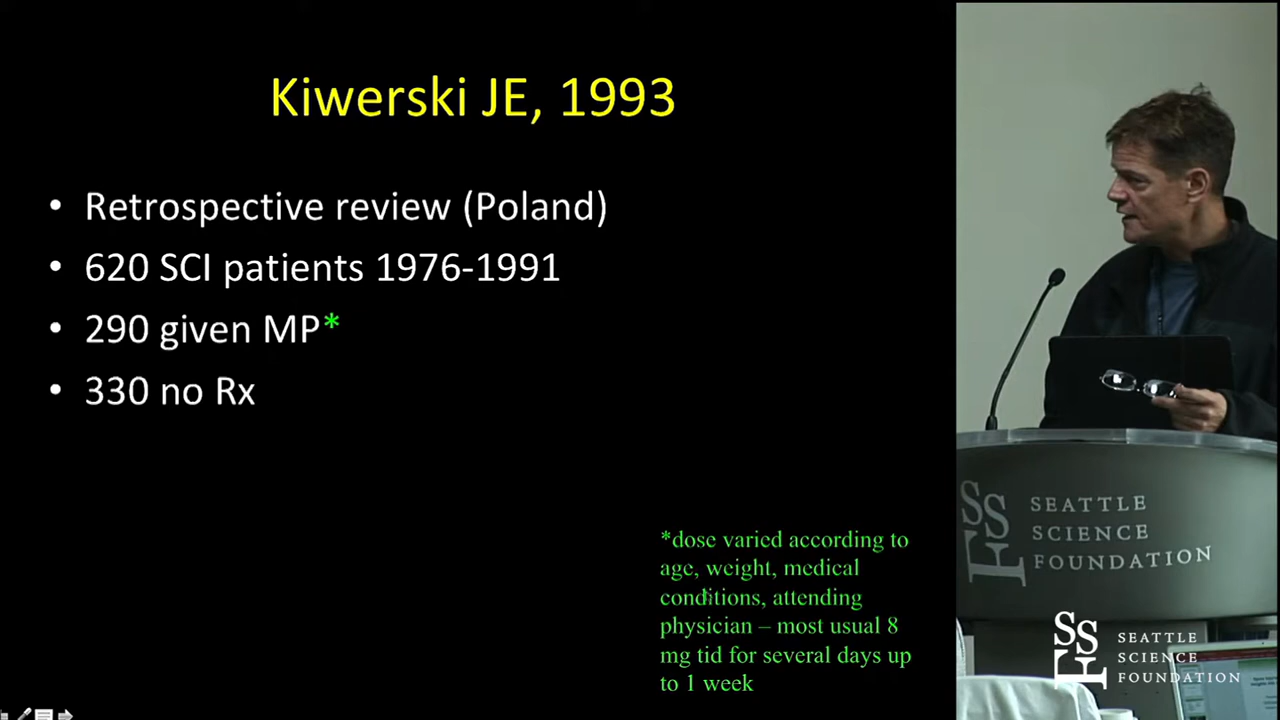 Kiwerski JE, 1993
• Retrospective review (Poland)
• 620 SCI patients 1976-1991
• 290 given MP*
• 330 no Rx
*dose varied according to
age, weight, medical
conditions, attending
physician – most usual 8
mg tid for several days up
to 1 week
SSF
SEATTLE
SCIENCE
FOUNDATION
SSF
SEATTLE
SCIENCE
FOUNDATION